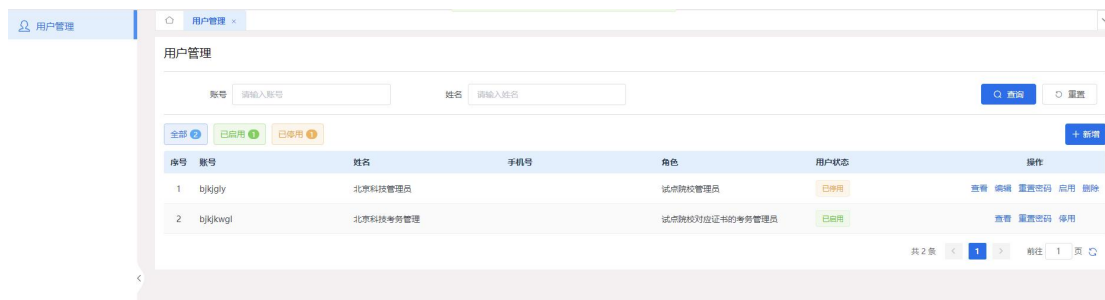 用户管理
用户管理 ×
用户管理
账号 请输入账号 姓名 请输入姓名 查询 重置
全部 2 已启用 1 已停用 1 + 新增
序号 账号 姓名 手机号 角色 用户状态 操作
1 bjkjgly 北京科技管理员 试点院校管理员 已停用 查看 编辑 重置密码 启用 删除
2 bjkjkwgl 北京科技考务管理 试点院校对应证书的考务管理员 已启用 查看 重置密码 停用
共 2 条 < 1 > 前往 1 页